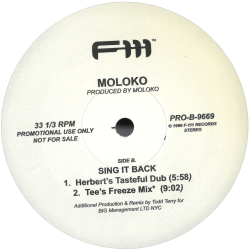 F-111
MOLOKO
PRODUCED BY MOLOKO
33 1/3 RPM
PROMOTIONAL USE ONLY
NOT FOR SALE
PRO-B-9669
© 1999 F-111 RECORDS
STEREO
SIDE B.
SING IT BACK
1. Herbert's Tasteful Dub (5:58)
2. Tee's Freeze Mix* (9:02)
Additional Production & Remix by Todd Terry for
BIG Management LTD NYC